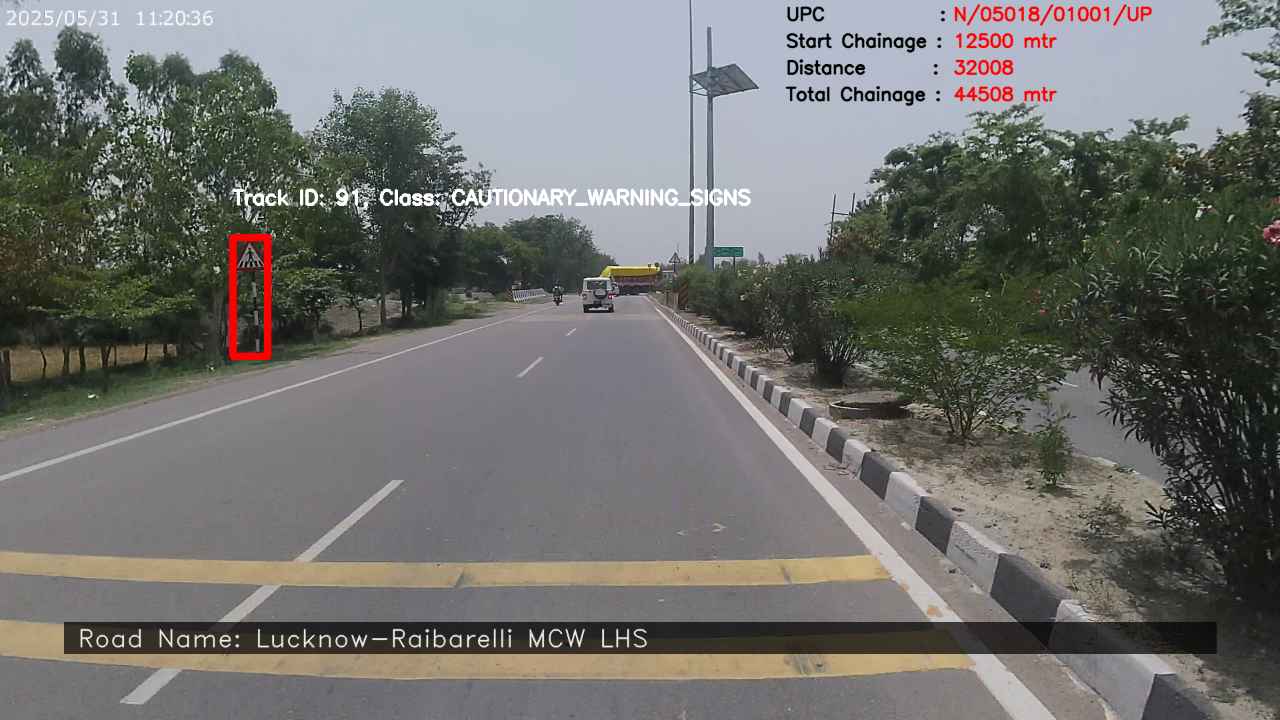 2025/05/31 11:20:36
UPC : N/05018/01001/UP
Start Chainage : 12500 mtr
Distance : 32008
Total Chainage : 44508 mtr
Track ID: 91, Class: CAUTIONARY_WARNING_SIGNS
Road Name: Lucknow-Raibarelli MCW LHS